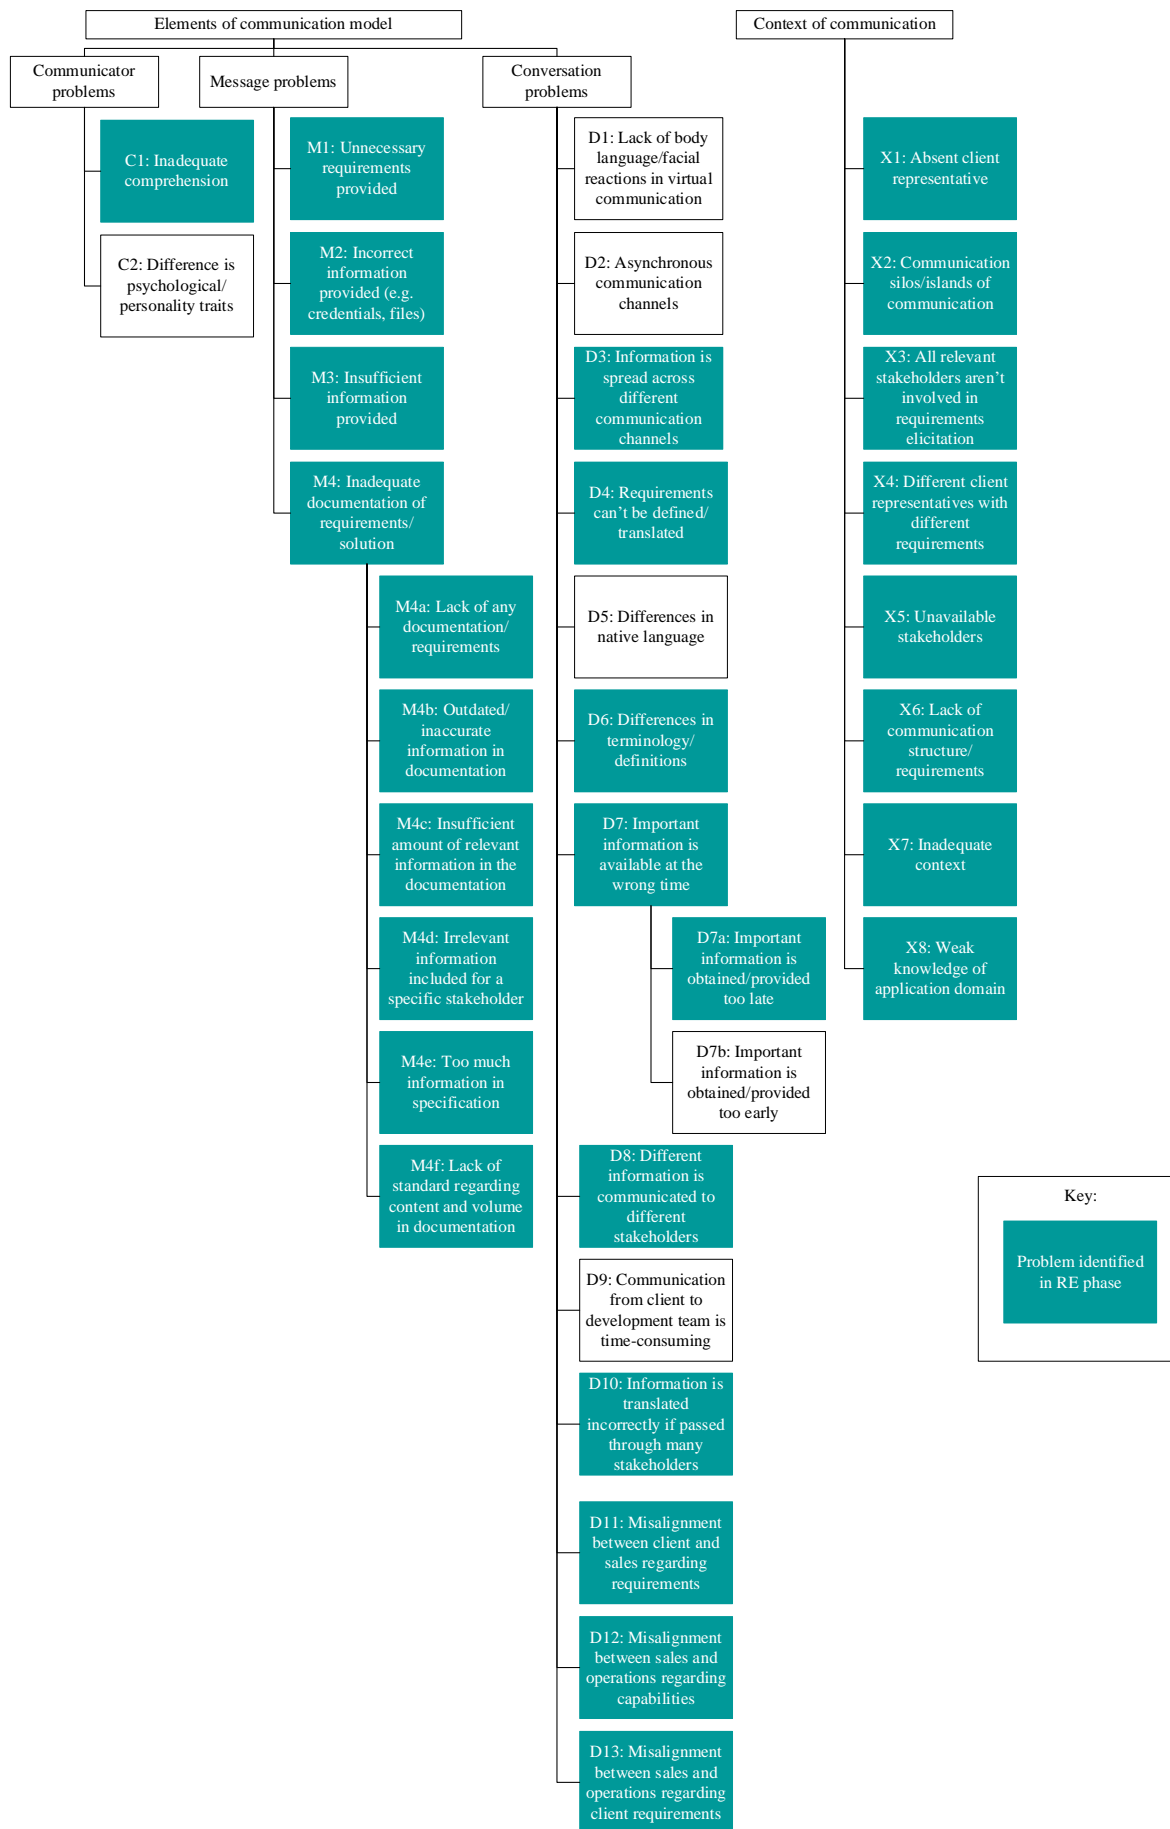 Elements of communication model
Context of communication
Communicator
problems
Message problems
Conversation
problems
C1: Inadequate
comprehension
C2: Difference is
psychological/
personality traits
M1: Unnecessary
requirements
provided
M2: Incorrect
information
provided (e.g.
credentials, files)
M3: Insufficient
information
provided
M4: Inadequate
documentation of
requirements/
solution
M4a: Lack of any
documentation/
requirements
M4b: Outdated/
inaccurate
information in
documentation
M4c: Insufficient
amount of relevant
information in the
documentation
M4d: Irrelevant
information
included for a
specific stakeholder
M4e: Too much
information in
specification
M4f: Lack of
standard regarding
content and volume
in documentation
D1: Lack of body
language/facial
reactions in virtual
communication
D2: Asynchronous
communication
channels
D3: Information is
spread across
different
communication
channels
D4: Requirements
can’t be defined/
translated
D5: Differences in
native language
D6: Differences in
terminology/
definitions
D7: Important
information is
available at the
wrong time
D7a: Important
information is
obtained/provided
too late
D7b: Important
information is
obtained/provided
too early
D8: Different
information is
communicated to
different
stakeholders
D9: Communication
from client to
development team is
time-consuming
D10: Information is
translated
incorrectly if passed
through many
stakeholders
D11: Misalignment
between client and
sales regarding
requirements
D12: Misalignment
between sales and
operations regarding
capabilities
D13: Misalignment
between sales and
operations regarding
client requirements
X1: Absent client
representative
X2: Communication
silos/islands of
communication
X3: All relevant
stakeholders aren’t
involved in
requirements
elicitation
X4: Different client
representatives with
different
requirements
X5: Unavailable
stakeholders
X6: Lack of
communication
structure/
requirements
X7: Inadequate
context
X8: Weak
knowledge of
application domain
Key:
Problem identified
in RE phase